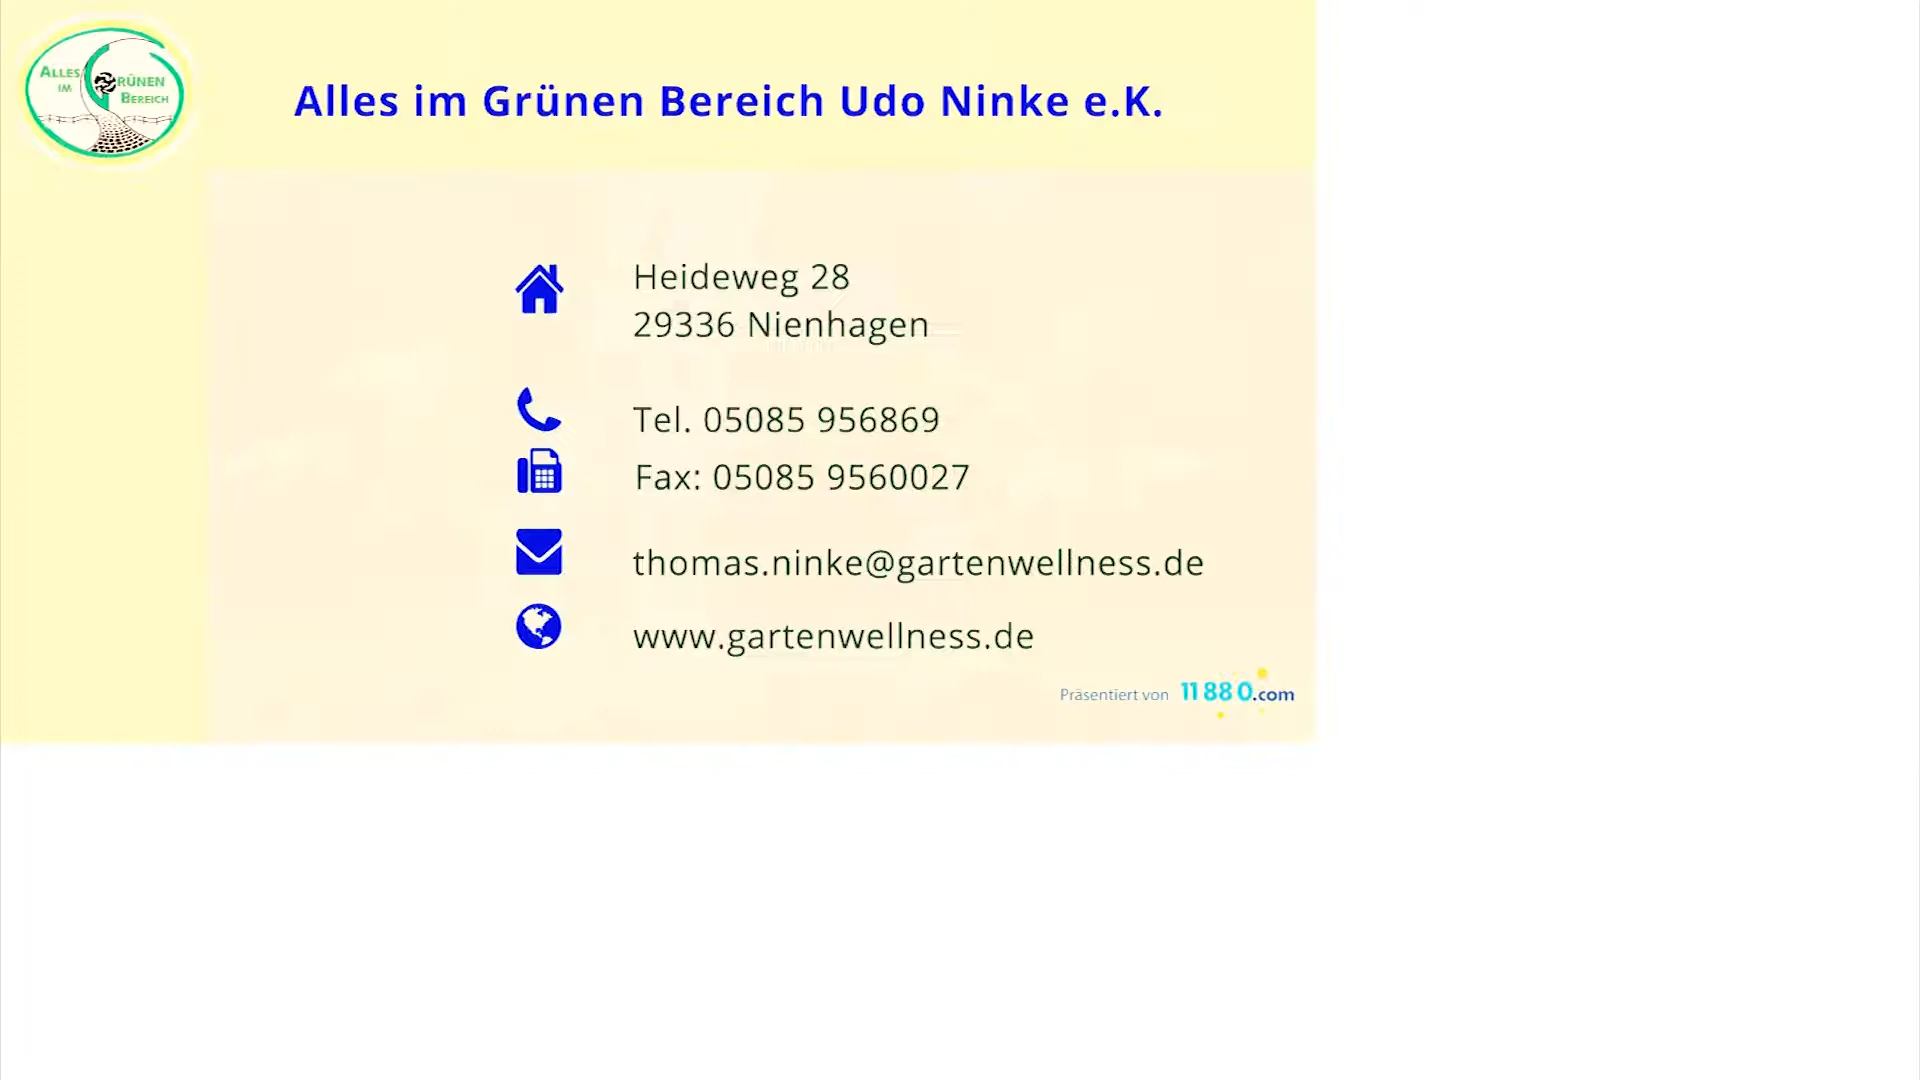 ALLES IM GRÜNEN BEREICH
Alles im Grünen Bereich Udo Ninke e.K.
Heideweg 28
29336 Nienhagen
Tel. 05085 956869
Fax: 05085 9560027
thomas.ninke@gartenwellness.de
www.gartenwellness.de
Präsentiert von 11880.com